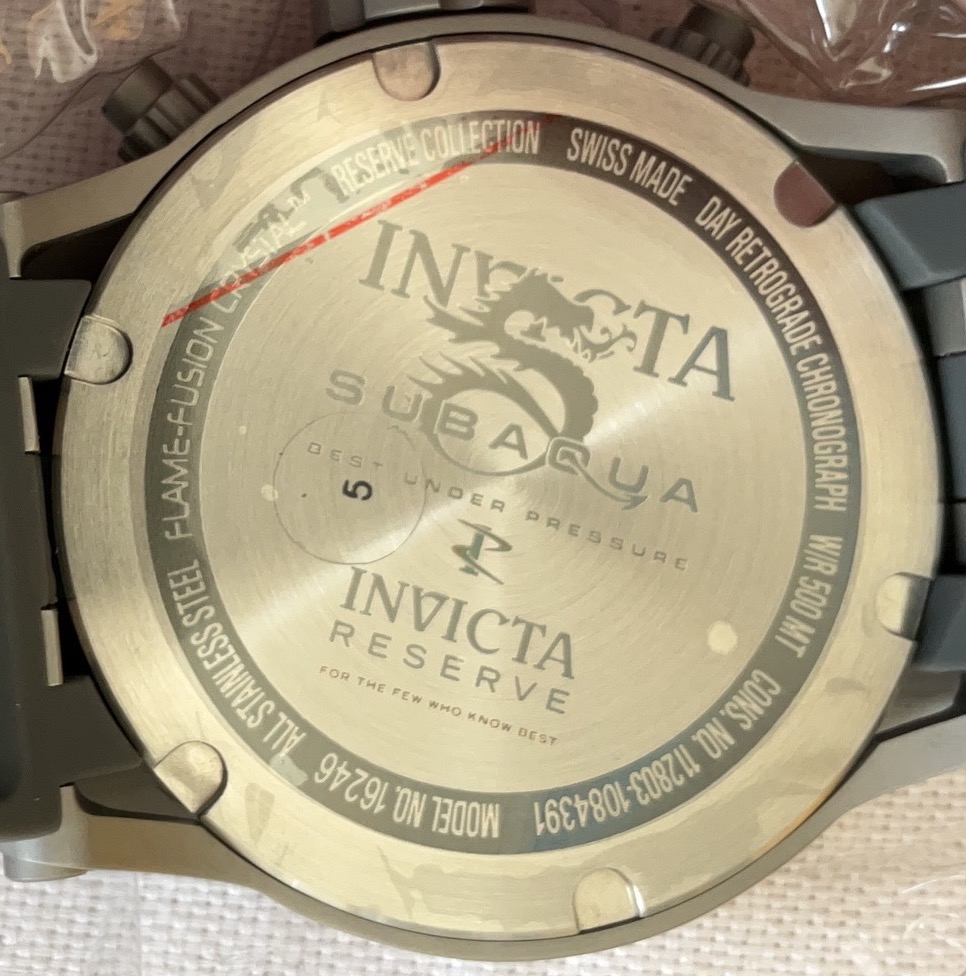 RESERVE COLLECTION SWISS MADE DAY RETROGRADE CHRONOGRAPH W/R 500 MT CONS. NO. 112803-1084391 MODEL NO. 16246 ALL STAINLESS STEEL FLAME-FUSION CRYSTAL™
INVICTA
SUBAQUA
BEST UNDER PRESSURE
5
INVICTA
RESERVE
FOR THE FEW WHO KNOW BEST